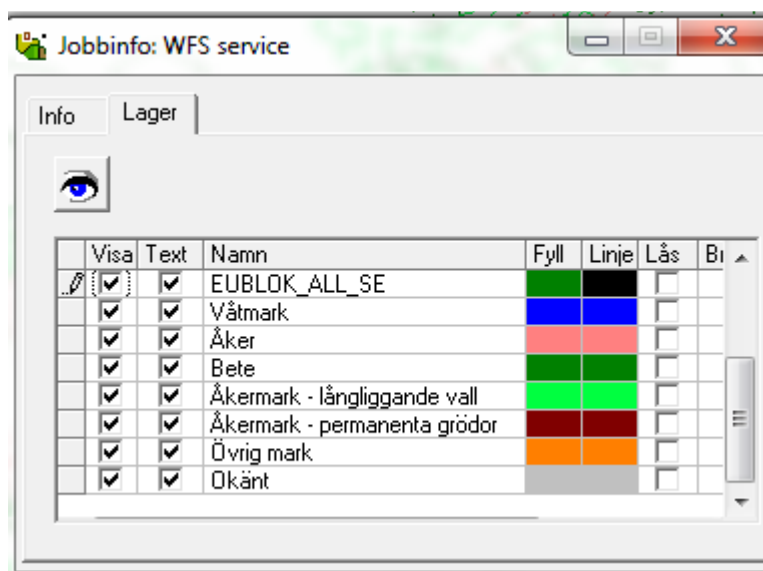 Jobbinfo: WFS service
Info Lager
Visa Text Namn Fyll Linje Lås
EUBLOK_ALL_SE
Våtmark
Åker
Bete
Åkermark - långliggande vall
Åkermark - permanenta grödor
Övrig mark
Okänt